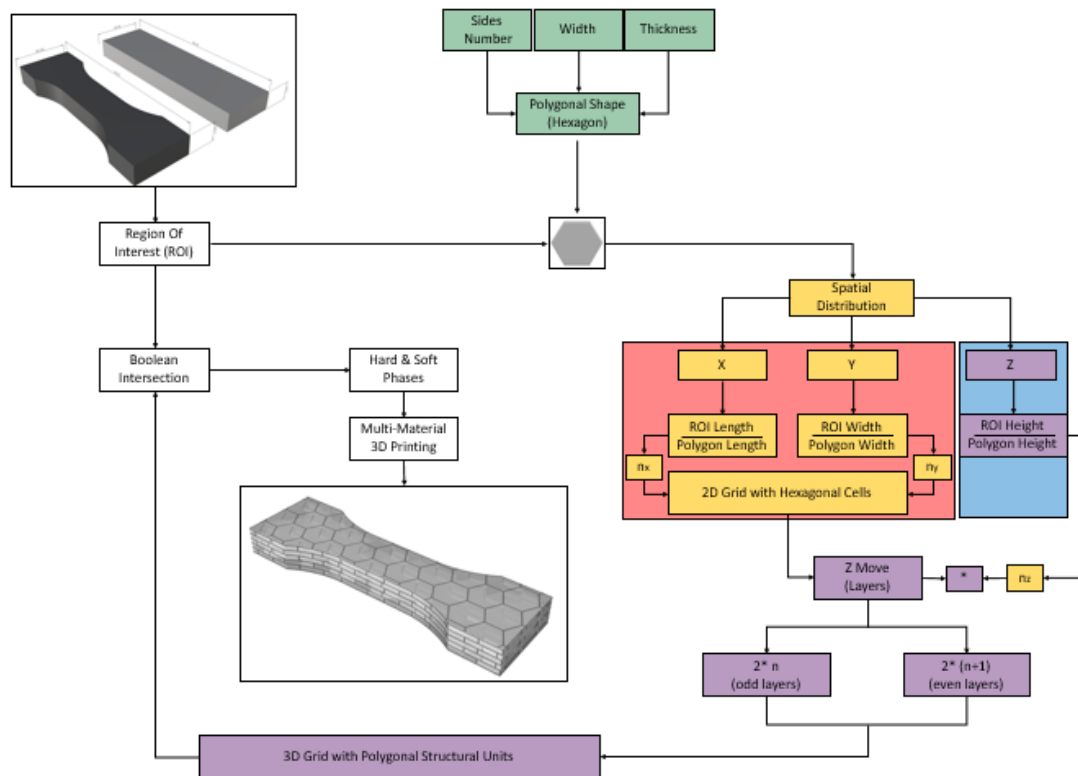 Sides
Number
Width
Thickness
Polygonal Shape
(Hexagon)
Region Of
Interest (ROI)
Spatial
Distribution
Boolean
Intersection
Hard & Soft
Phases
X
Y
Z
Multi-Material
3D Printing
ROI Length
Polygon Length
ROI Width
Polygon Width
ROI Height
Polygon Height
nx
ny
2D Grid with Hexagonal Cells
Z Move
(Layers)
*
nz
2* n
(odd layers)
2* (n+1)
(even layers)
3D Grid with Polygonal Structural Units